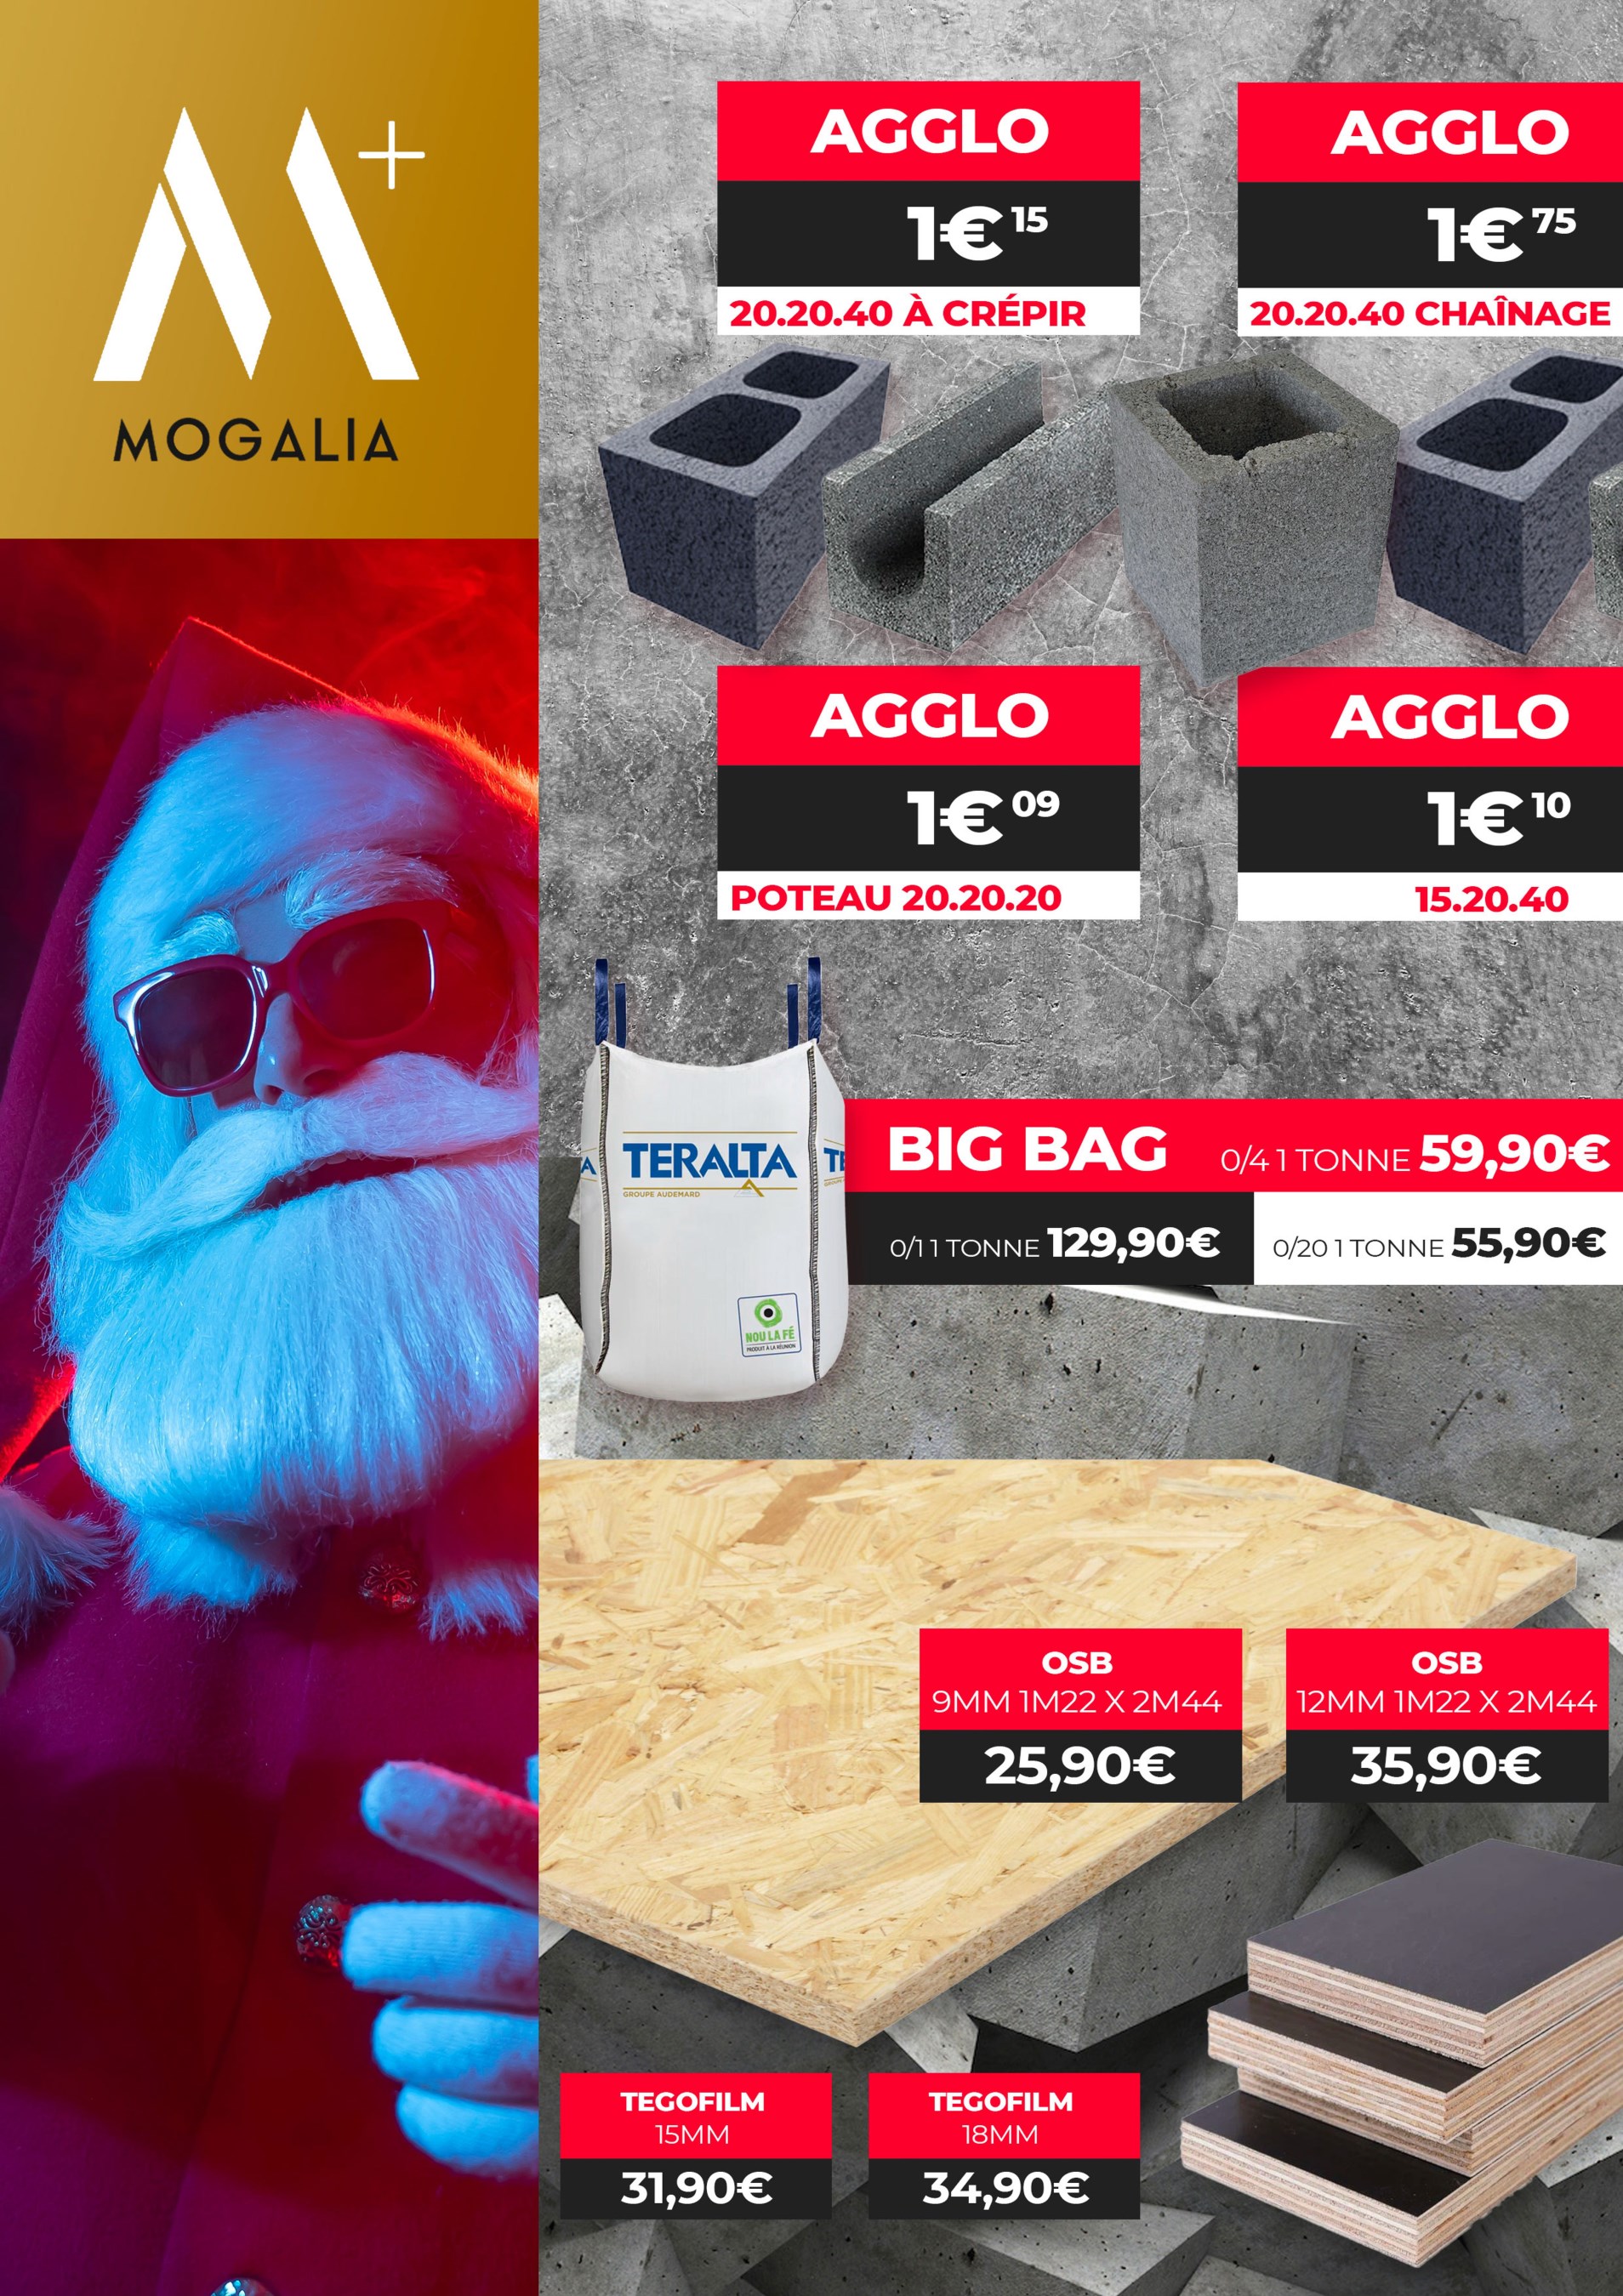 MOGALIA
AGGLO
1€15
20.20.40 À CRÉPIR
AGGLO
1€75
20.20.40 CHAÎNAGE
AGGLO
1€09
POTEAU 20.20.20
AGGLO
1€10
15.20.40
TERALTA
GROUPE AUDEMARD
NOU LA FÉ
PRODUIT À LA RÉUNION
BIG BAG 0/4 1 TONNE 59,90€
0/1 1 TONNE 129,90€
0/20 1 TONNE 55,90€
OSB
9MM 1M22 X 2M44
25,90€
OSB
12MM 1M22 X 2M44
35,90€
TEGOFILM
15MM
31,90€
TEGOFILM
18MM
34,90€